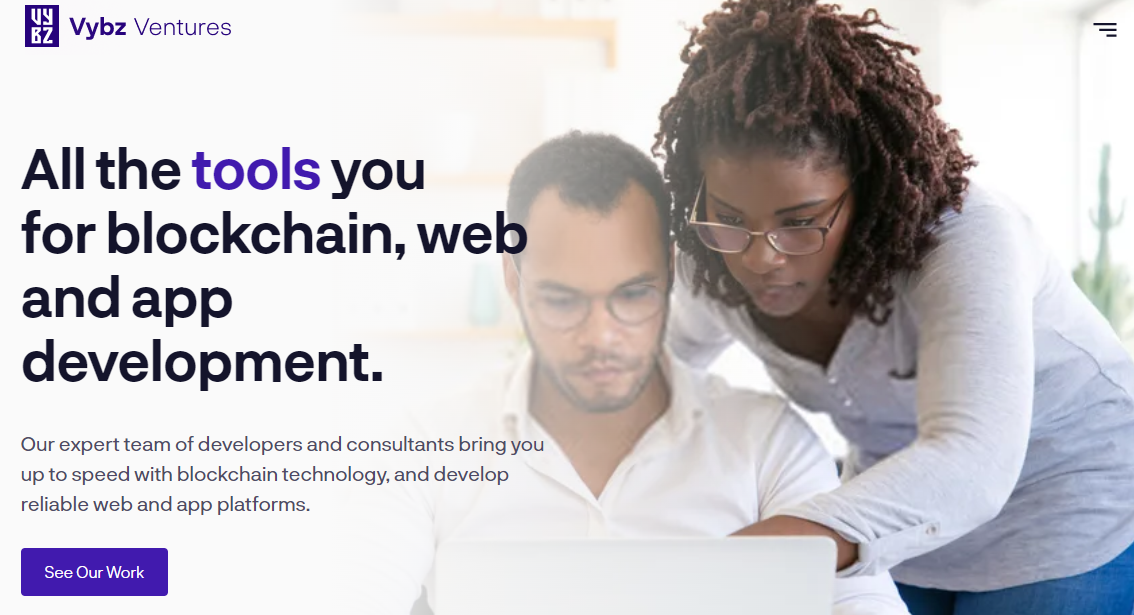 VY
BZ
Vybz Ventures
All the tools you
for blockchain, web
and app
development.
Our expert team of developers and consultants bring you
up to speed with blockchain technology, and develop
reliable web and app platforms.
See Our Work